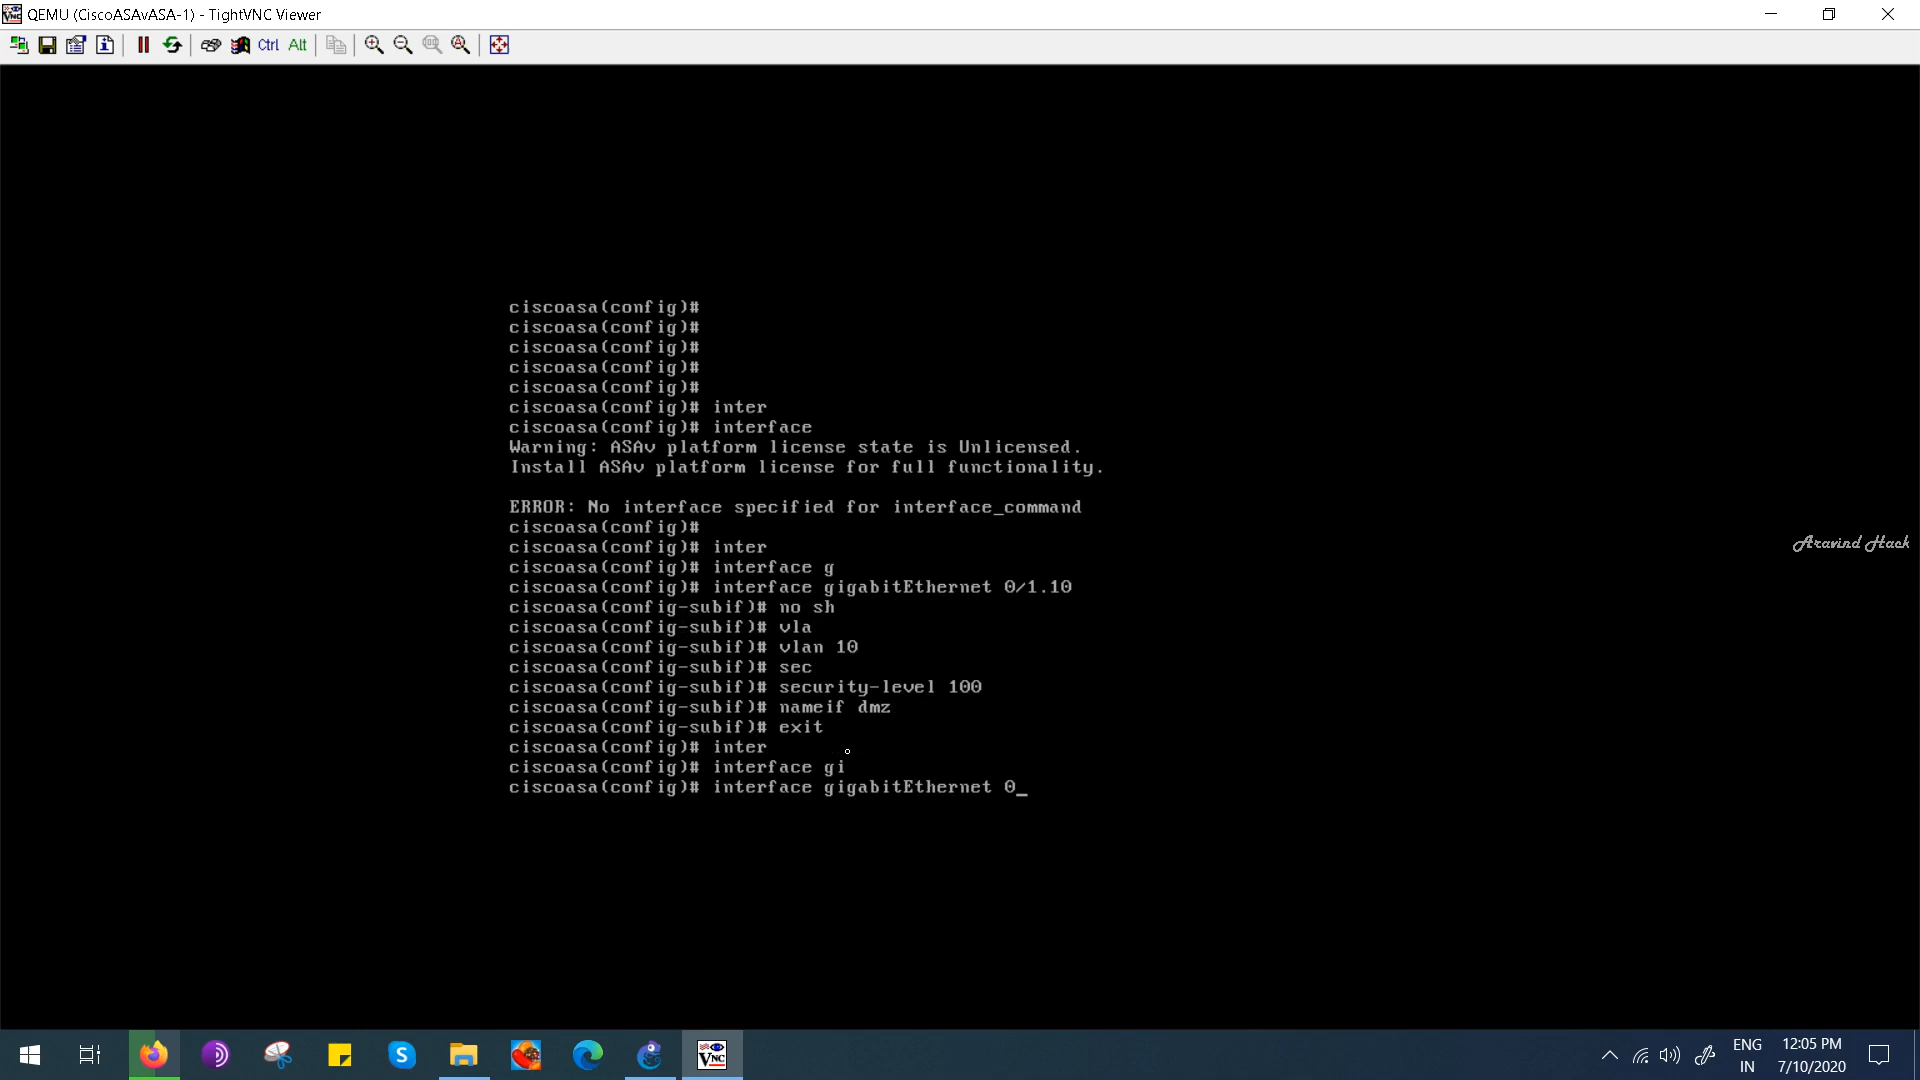 QEMU (CiscoASAvASA-1) - TightVNC Viewer
Ctrl Alt
ciscoasa(config)#
ciscoasa(config)#
ciscoasa(config)#
ciscoasa(config)#
ciscoasa(config)#
ciscoasa(config)# inter
ciscoasa(config)# interface
Warning: ASAv platform license state is Unlicensed.
Install ASAv platform license for full functionality.
ERROR: No interface specified for interface_command
ciscoasa(config)#
ciscoasa(config)# inter
ciscoasa(config)# interface g
ciscoasa(config)# interface gigabitEthernet 0/1.10
ciscoasa(config-subif)# no sh
ciscoasa(config-subif)# vla
ciscoasa(config-subif)# vlan 10
ciscoasa(config-subif)# sec
ciscoasa(config-subif)# security-level 100
ciscoasa(config-subif)# nameif dmz
ciscoasa(config-subif)# exit
ciscoasa(config)# inter
ciscoasa(config)# interface gi
ciscoasa(config)# interface gigabitEthernet 0_
Aravind Hack
ENG
IN
12:05 PM
7/10/2020